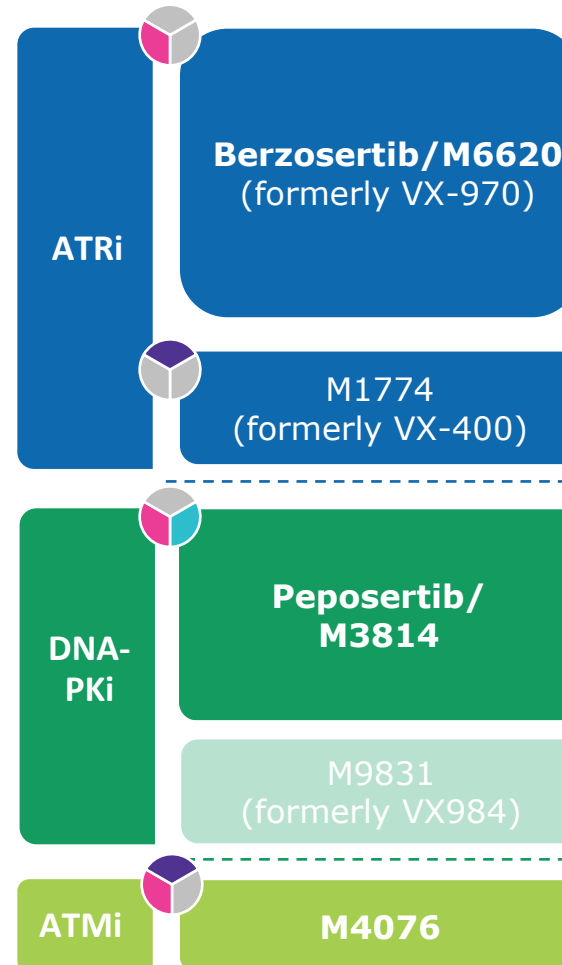 ATRi
Berzosertib/M6620
(formerly VX-970)
M1774
(formerly VX-400)
DNA-
PKi
Peposertib/
M3814
M9831
(formerly VX984)
ATMi
M4076